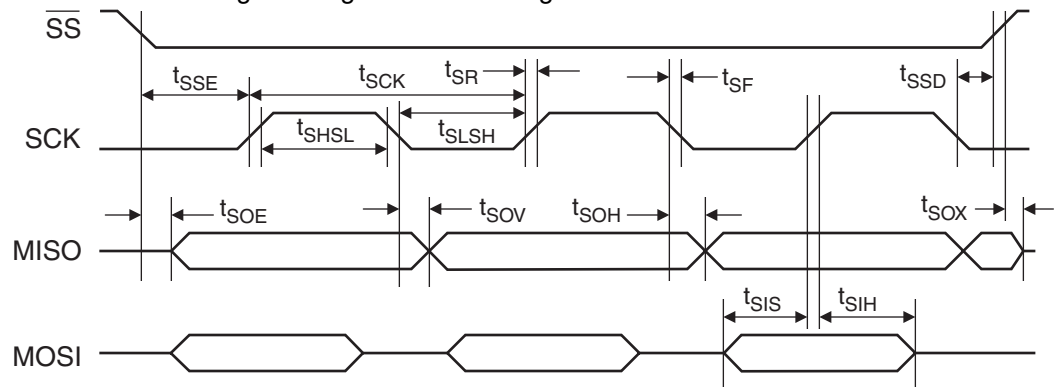 SS
tSSE
tSCK
tSR
tSF
tSSD
SCK
tSHSL
tSLSH
tSOE
tSOV
tSOH
tSOX
MISO
tSIS
tSIH
MOSI